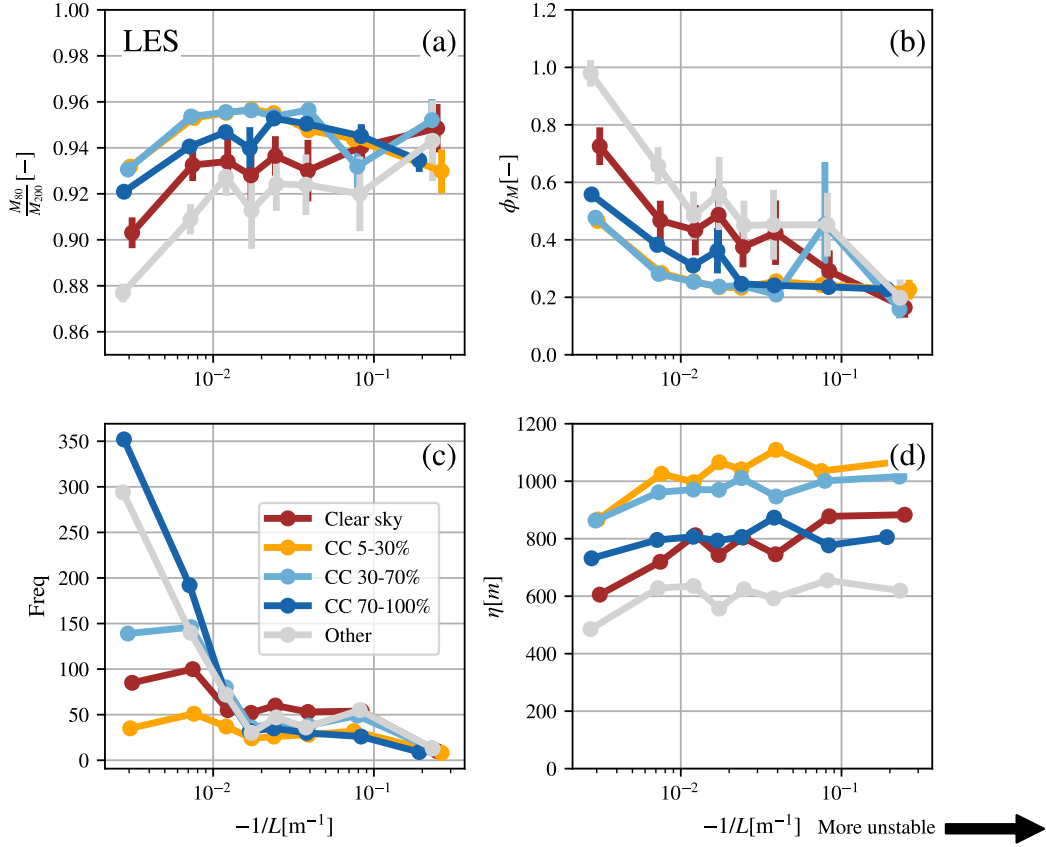 LES
(a)
1.00
0.98
0.96
0.94
0.92
0.90
0.88
0.86
M80/M200 [−]
10⁻²
10⁻¹
(b)
1.2
1.0
0.8
0.6
0.4
0.2
0.0
ϕM [−]
10⁻²
10⁻¹
(c)
350
300
250
200
150
100
50
0
Freq
Clear sky
CC 5-30%
CC 30-70%
CC 70-100%
Other
10⁻²
10⁻¹
−1/L[m⁻¹]
(d)
1200
1000
800
600
400
200
0
η[m]
10⁻²
10⁻¹
−1/L[m⁻¹]
More unstable